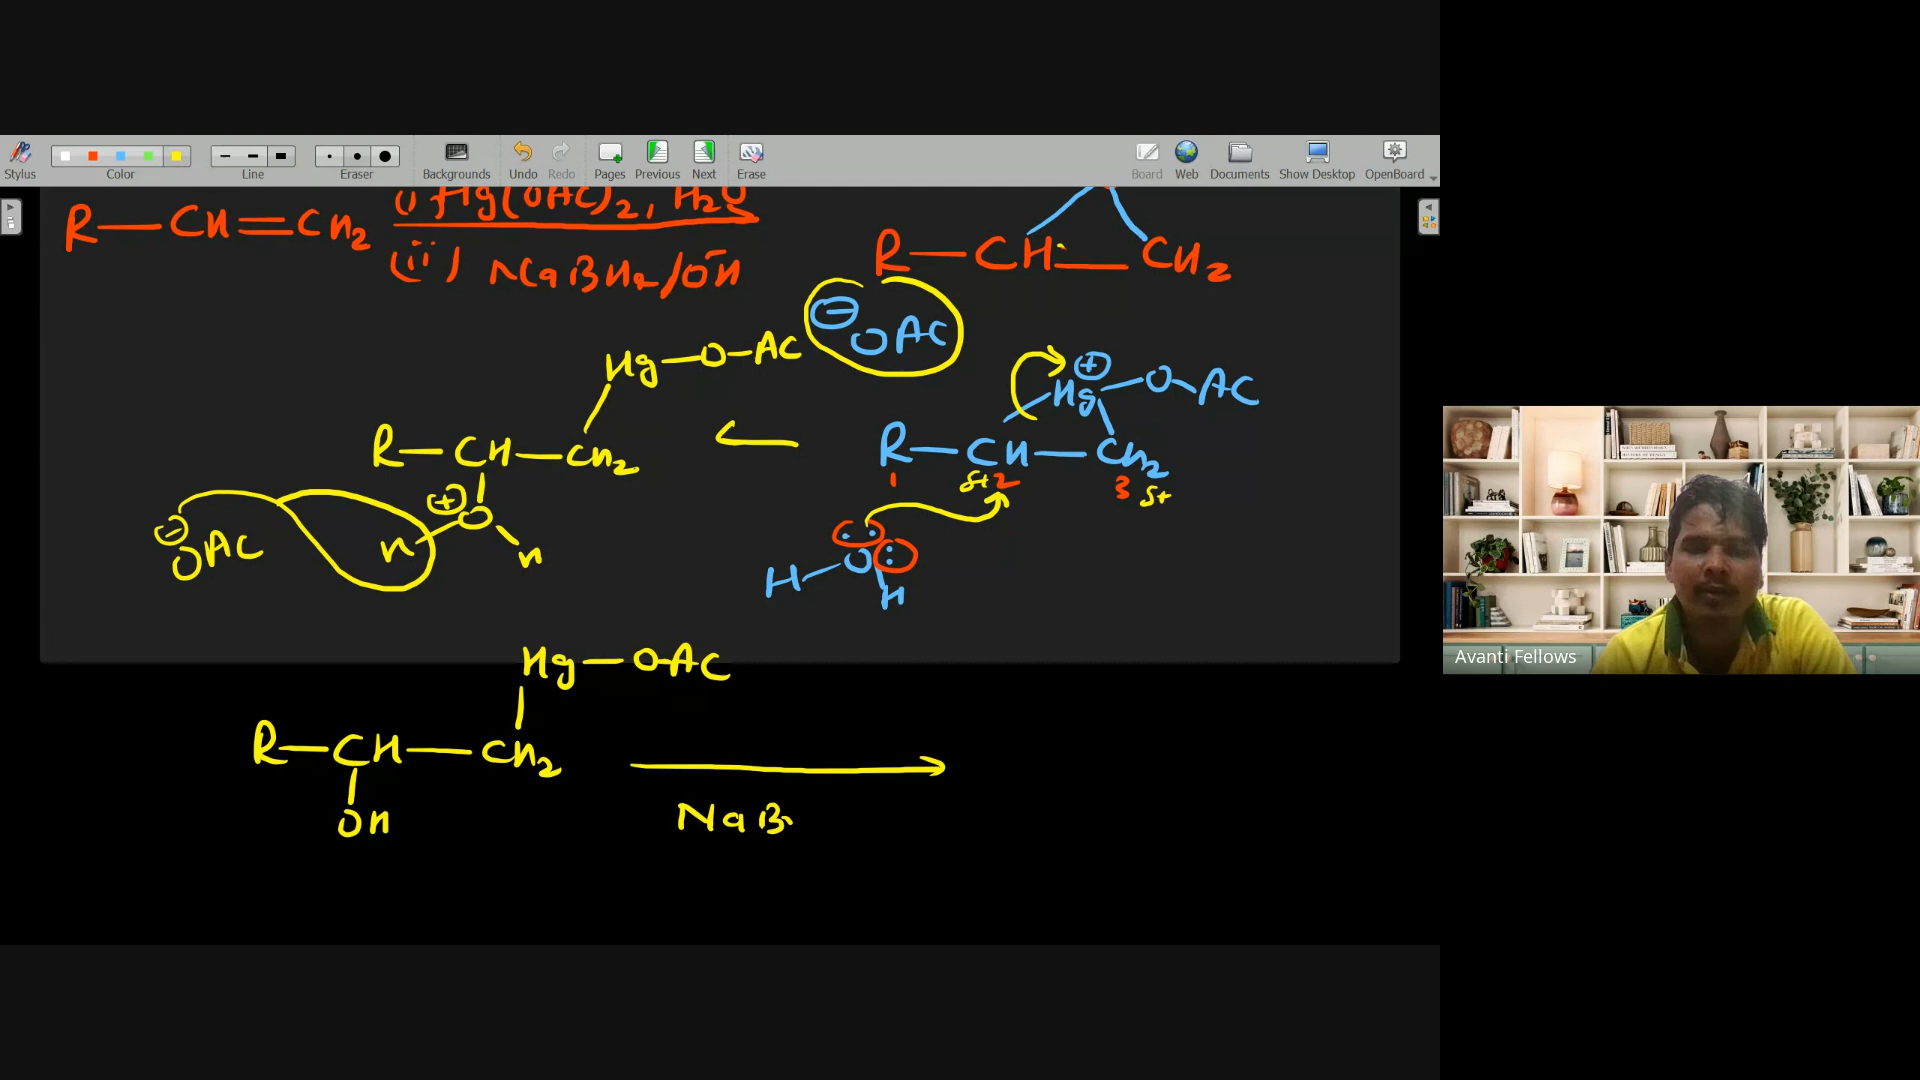 Stylus Color Line Eraser Backgrounds Undo Redo Pages Previous Next Erase Board Web Documents Show Desktop OpenBoard
R—CH=CH2 (i) Hg(OAC)2, H2O
(ii) NaBH4/OH-
R—CH—CH2
⊖OAC
Hg—O—AC
R—CH—CH2
⊕O
H H
⊖OAC
⊕
Hg—O—AC
R—CH—CH2
1 δ+2 3 δ+
H—O:
H
Avanti Fellows
Hg—OAC
R—CH—CH2
OH
NaB